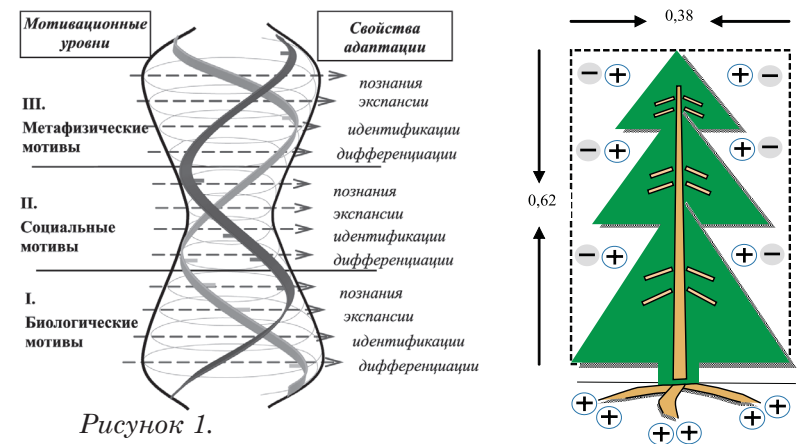 Мотивационные
уровни
Свойства
адаптации
III.
Метафизические
мотивы
познания
экспансии
идентификации
дифференциации
II.
Социальные
мотивы
познания
экспансии
идентификации
дифференциации
I.
Биологические
мотивы
познания
экспансии
идентификации
дифференциации
Рисунок 1.
0,38
0,62
− + + −
− + + −
− + + −
+ + + + + +